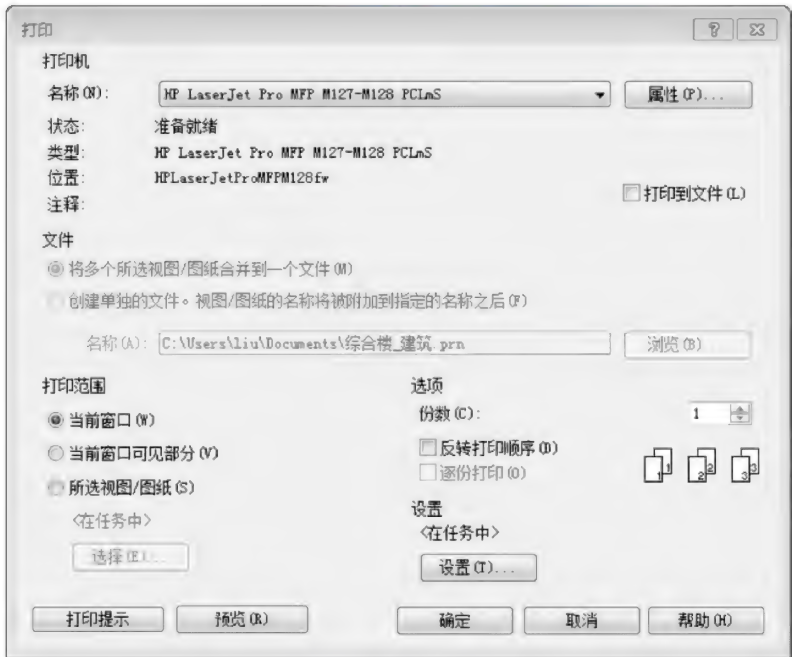 打印
打印机
名称(N): HP LaserJet Pro MFP M127-M128 PCLmS 属性(P)...
状态: 准备就绪
类型: HP LaserJet Pro MFP M127-M128 PCLmS
位置: HPLaserJetProMFPM128fw
注释: 打印到文件(L)
文件
将多个所选视图/图纸合并到一个文件(M)
创建单独的文件。视图/图纸的名称将被附加到指定的名称之后(F)
名称(A): C:\Users\liu\Documents\综合楼_建筑.prn 浏览(B)
打印范围
当前窗口(W)
当前窗口可见部分(V)
所选视图/图纸(S)
<在任务中>
选择(E)...
选项
份数(C): 1
反转打印顺序(D)
逐份打印(O)
1 1 2 2 3 3
设置
<在任务中>
设置(T)...
打印提示 预览(R) 确定 取消 帮助(H)